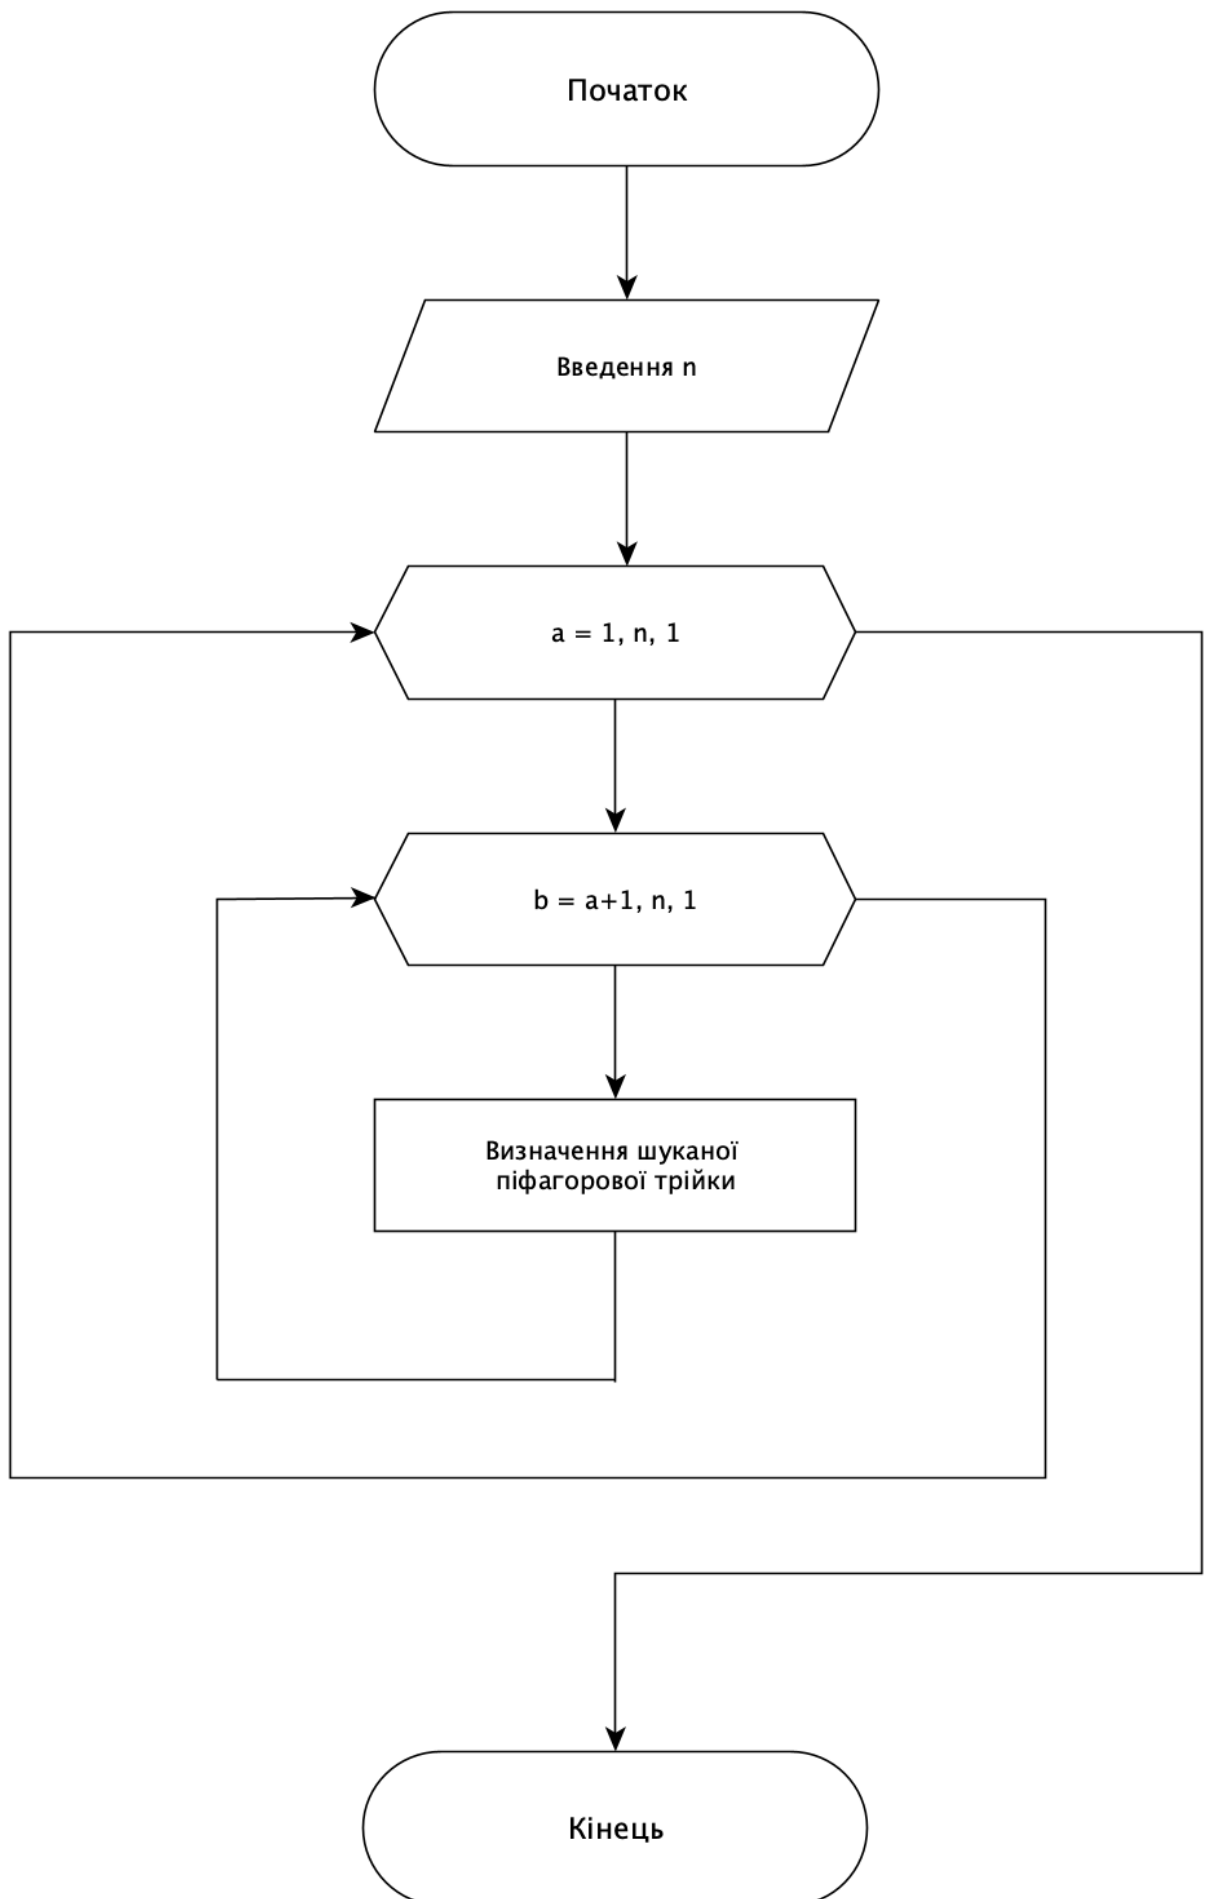 Початок
Введення n
a = 1, n, 1
b = a+1, n, 1
Визначення шуканої
піфагорової трійки
Кінець